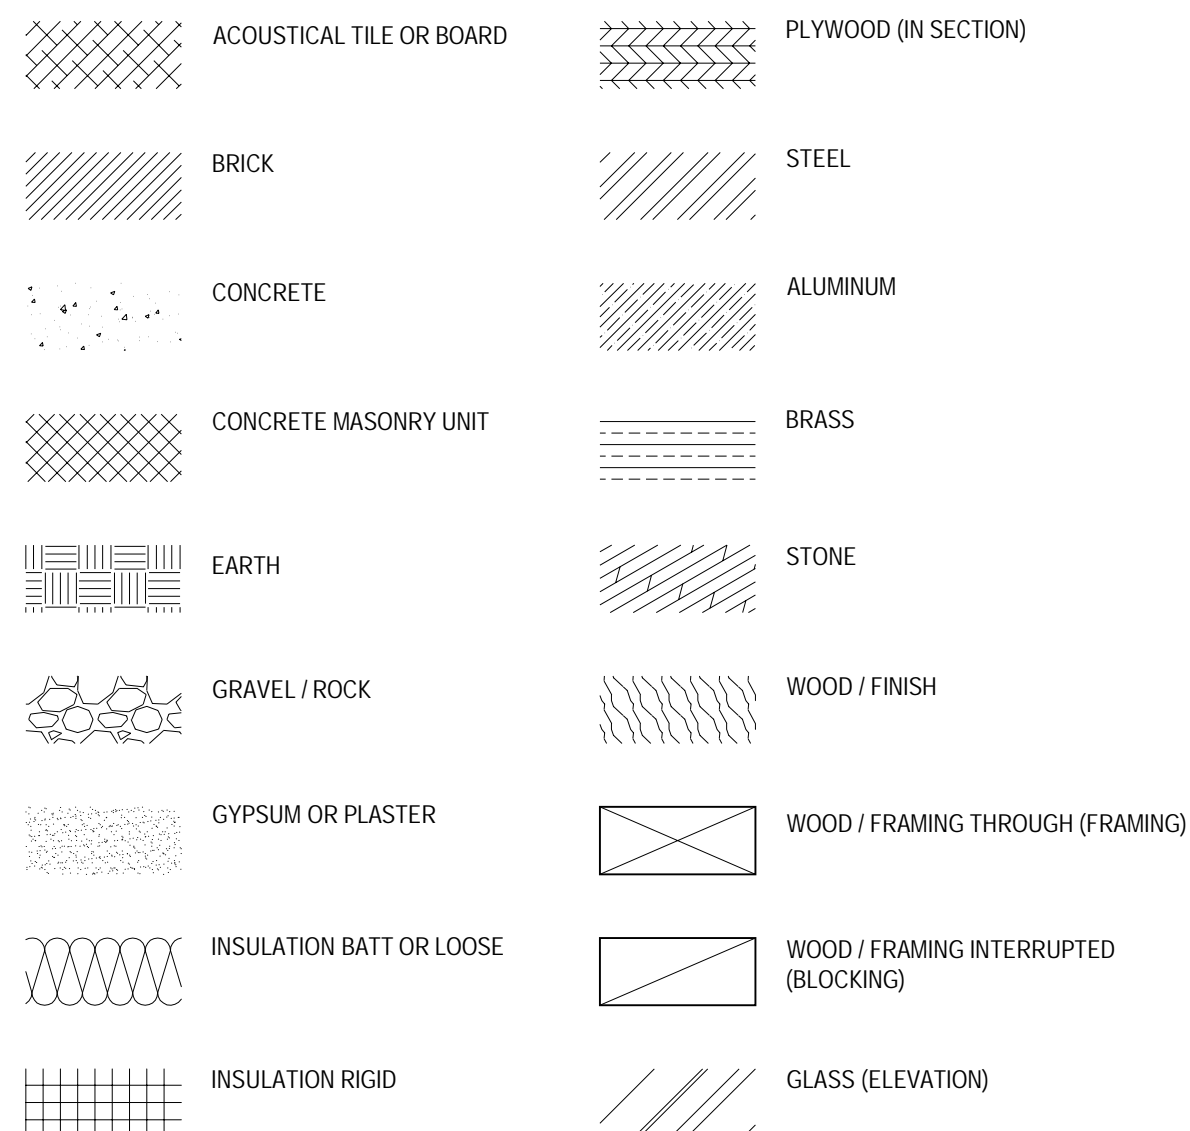 ACOUSTICAL TILE OR BOARD
BRICK
CONCRETE
CONCRETE MASONRY UNIT
EARTH
GRAVEL / ROCK
GYPSUM OR PLASTER
INSULATION BATT OR LOOSE
INSULATION RIGID
PLYWOOD (IN SECTION)
STEEL
ALUMINUM
BRASS
STONE
WOOD / FINISH
WOOD / FRAMING THROUGH (FRAMING)
WOOD / FRAMING INTERRUPTED
(BLOCKING)
GLASS (ELEVATION)